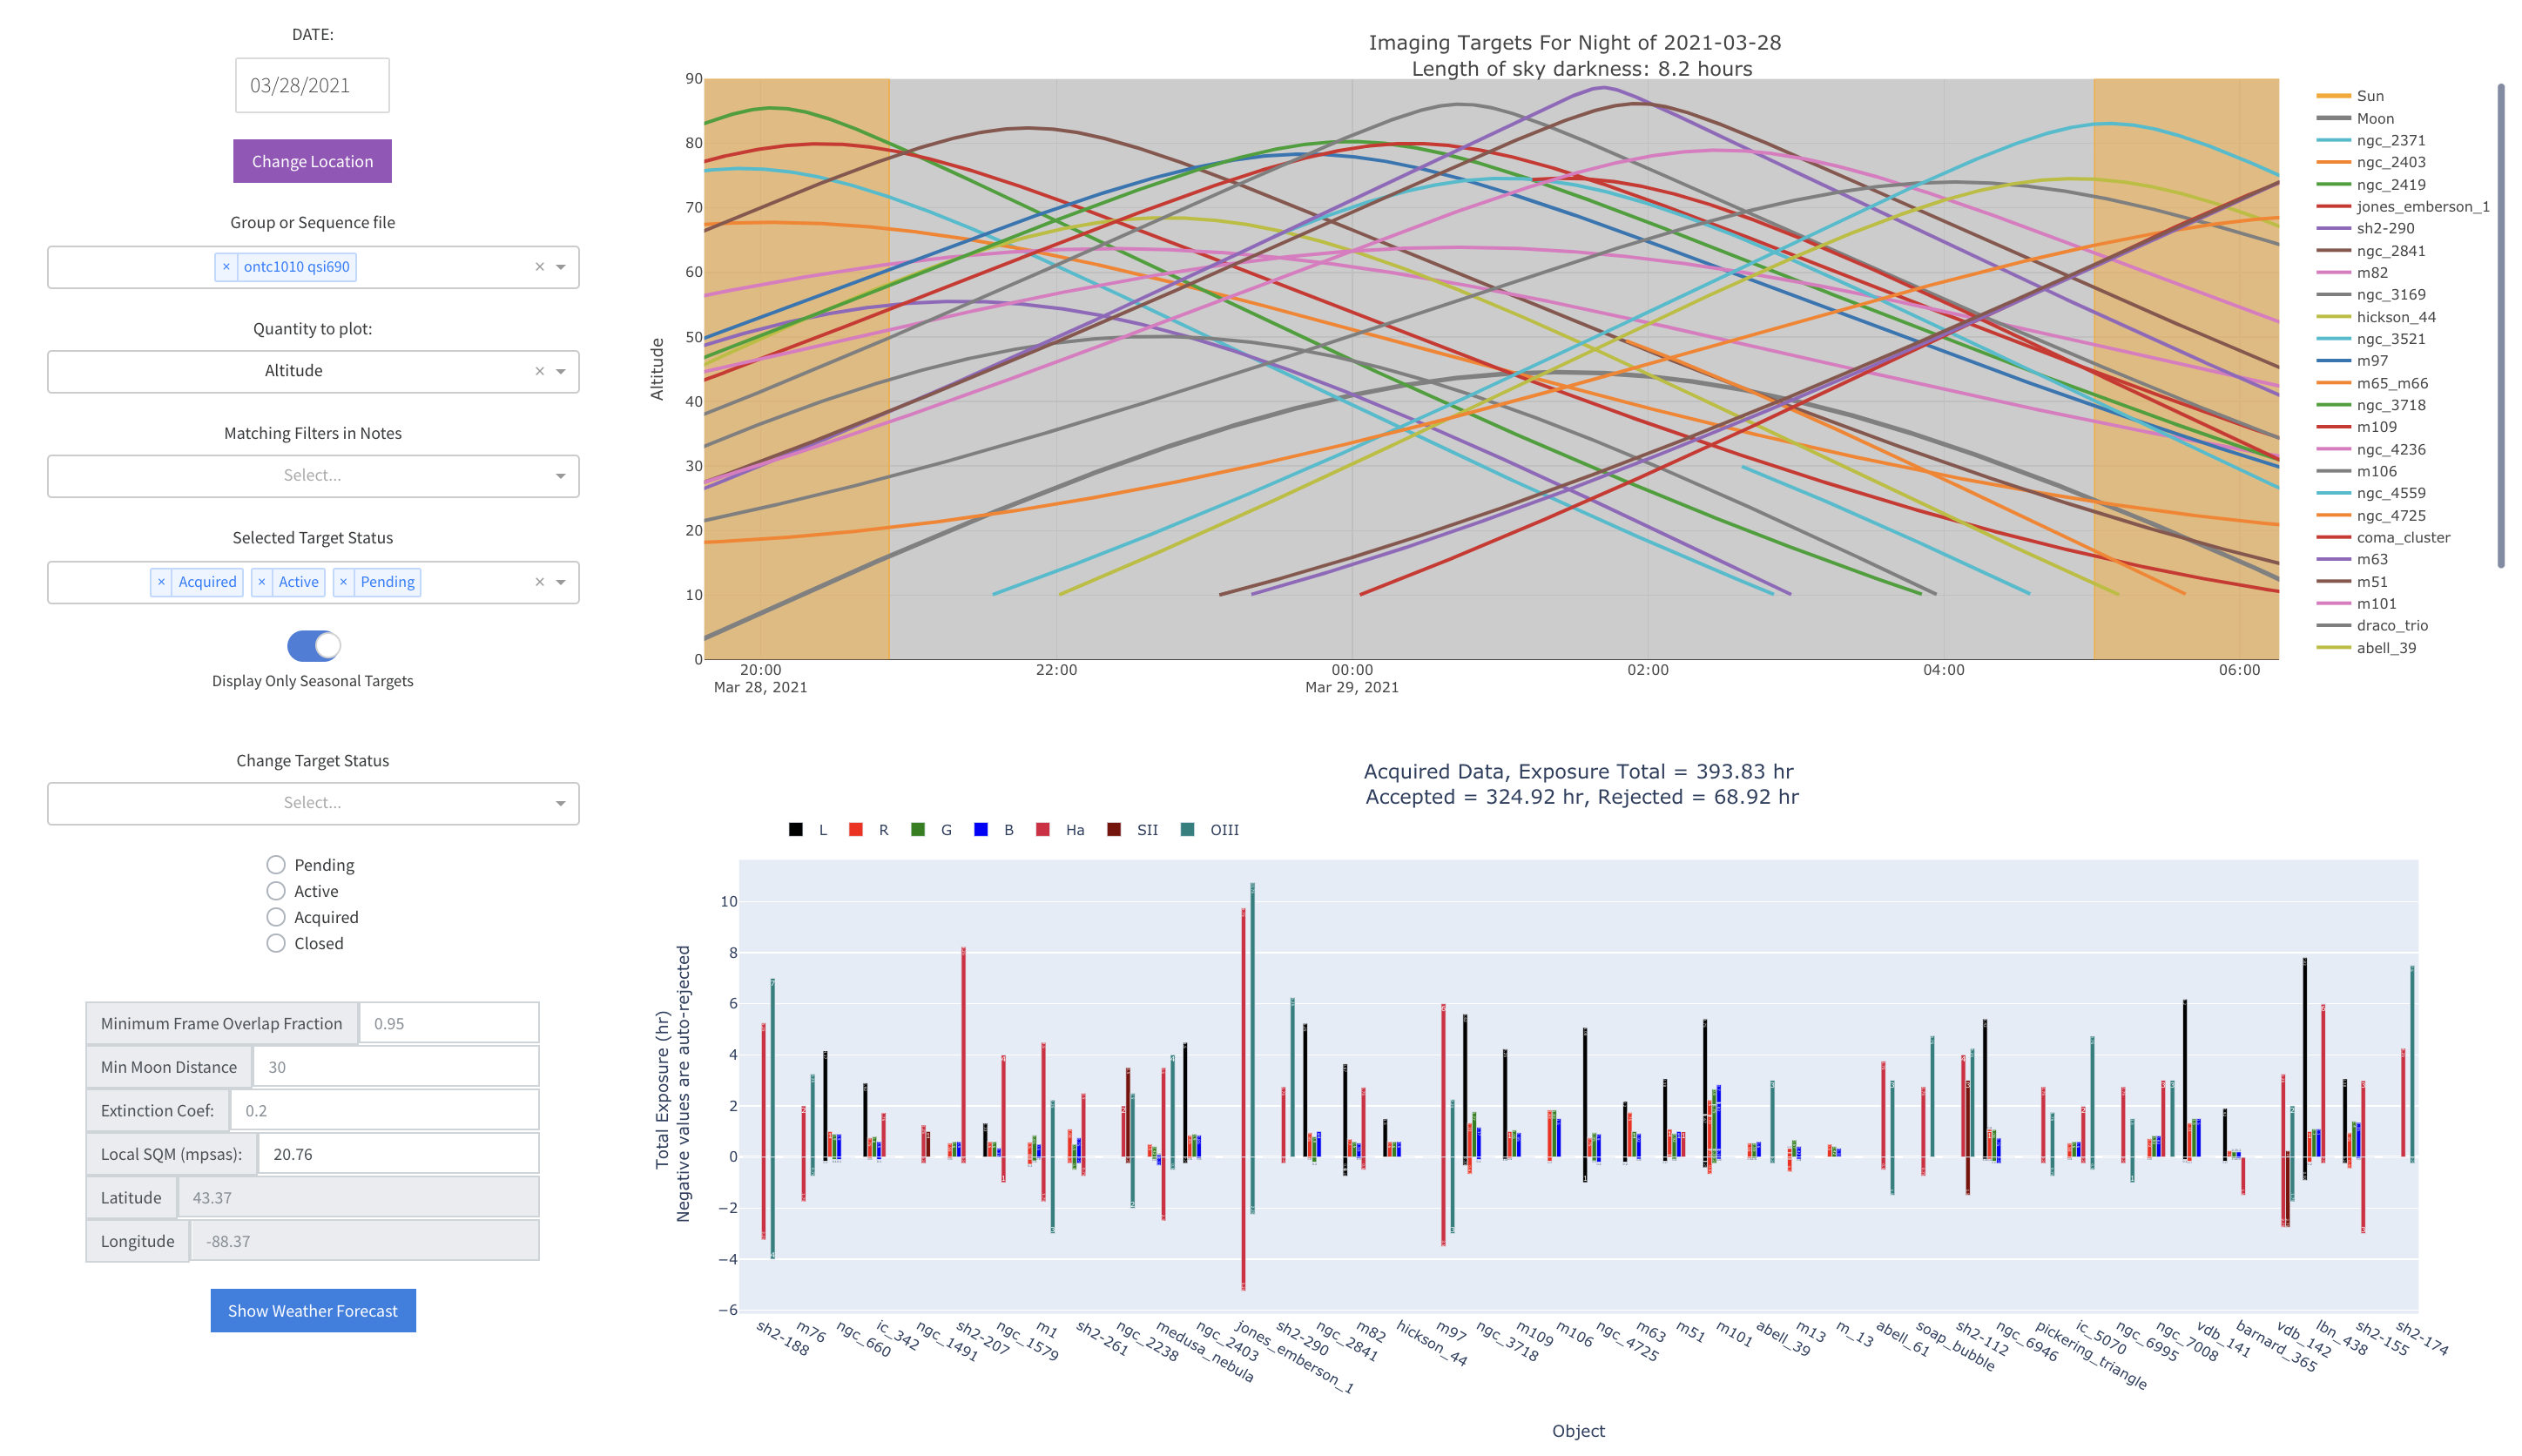 DATE:
03/28/2021
Change Location
Group or Sequence file
× ontc1010 qsi690 ×
Quantity to plot:
Altitude ×
Matching Filters in Notes
Select...
Selected Target Status
× Acquired × Active × Pending ×
Display Only Seasonal Targets
Change Target Status
Select...
Pending
Active
Acquired
Closed
Minimum Frame Overlap Fraction 0.95
Min Moon Distance 30
Extinction Coef: 0.2
Local SQM (mpsas): 20.76
Latitude 43.37
Longitude -88.37
Show Weather Forecast
Imaging Targets For Night of 2021-03-28
Length of sky darkness: 8.2 hours
Altitude
90
80
70
60
50
40
30
20
10
0
20:00 22:00 00:00 02:00 04:00 06:00
Mar 28, 2021 Mar 29, 2021
Sun
Moon
ngc_2371
ngc_2403
ngc_2419
jones_emberson_1
sh2-290
ngc_2841
m82
ngc_3169
hickson_44
ngc_3521
m97
m65_m66
ngc_3718
m109
ngc_4236
m106
ngc_4559
ngc_4725
coma_cluster
m63
m51
m101
draco_trio
abell_39
Acquired Data, Exposure Total = 393.83 hr
Accepted = 324.92 hr, Rejected = 68.92 hr
L R G B Ha SII OIII
Total Exposure (hr)
Negative values are auto-rejected
10
8
6
4
2
0
−2
−4
−6
sh2-188
m76
ngc_660
ic_342
ngc_1491
sh2-207
ngc_1579
m1
sh2-261
ngc_2238
medusa_nebula
ngc_2403
jones_emberson_1
sh2-290
ngc_2841
m82
hickson_44
m97
ngc_3718
m109
m106
ngc_4725
m63
m51
m101
abell_39
m13
m_13
abell_61
soap_bubble
sh2-112
ngc_6946
pickering_triangle
ic_5070
ngc_6995
ngc_7008
vdb_141
barnard_365
vdb_142
lbn_438
sh2-155
sh2-174
Object